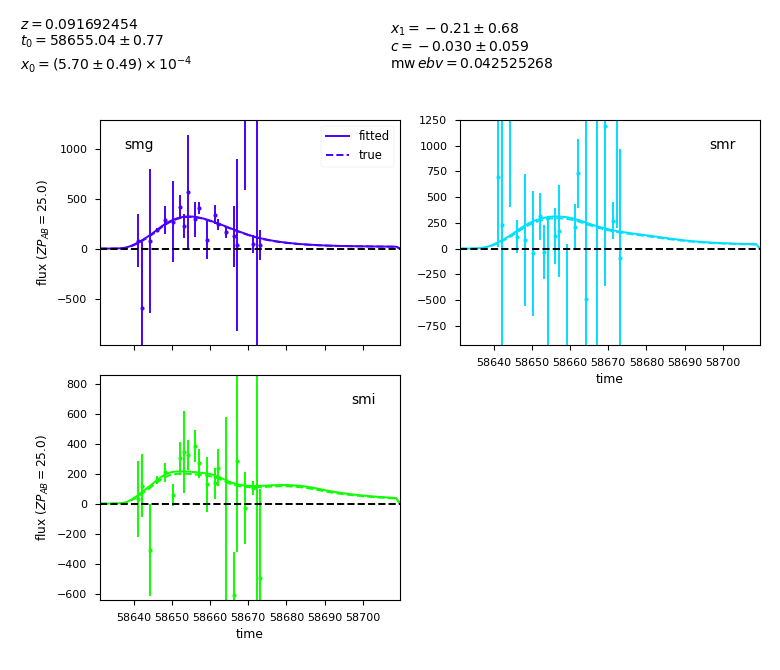 z = 0.091692454
t₀ = 58655.04 ± 0.77
x₀ = (5.70 ± 0.49) × 10⁻⁴
x₁ = −0.21 ± 0.68
c = −0.030 ± 0.059
mw ebv = 0.042525268
smg
fitted
true
1000
500
0
−500
flux (ZP_AB = 25.0)
smr
1250
1000
750
500
250
0
−250
−500
−750
58640 58650 58660 58670 58680 58690 58700
time
smi
800
600
400
200
0
−200
−400
−600
flux (ZP_AB = 25.0)
58640 58650 58660 58670 58680 58690 58700
time